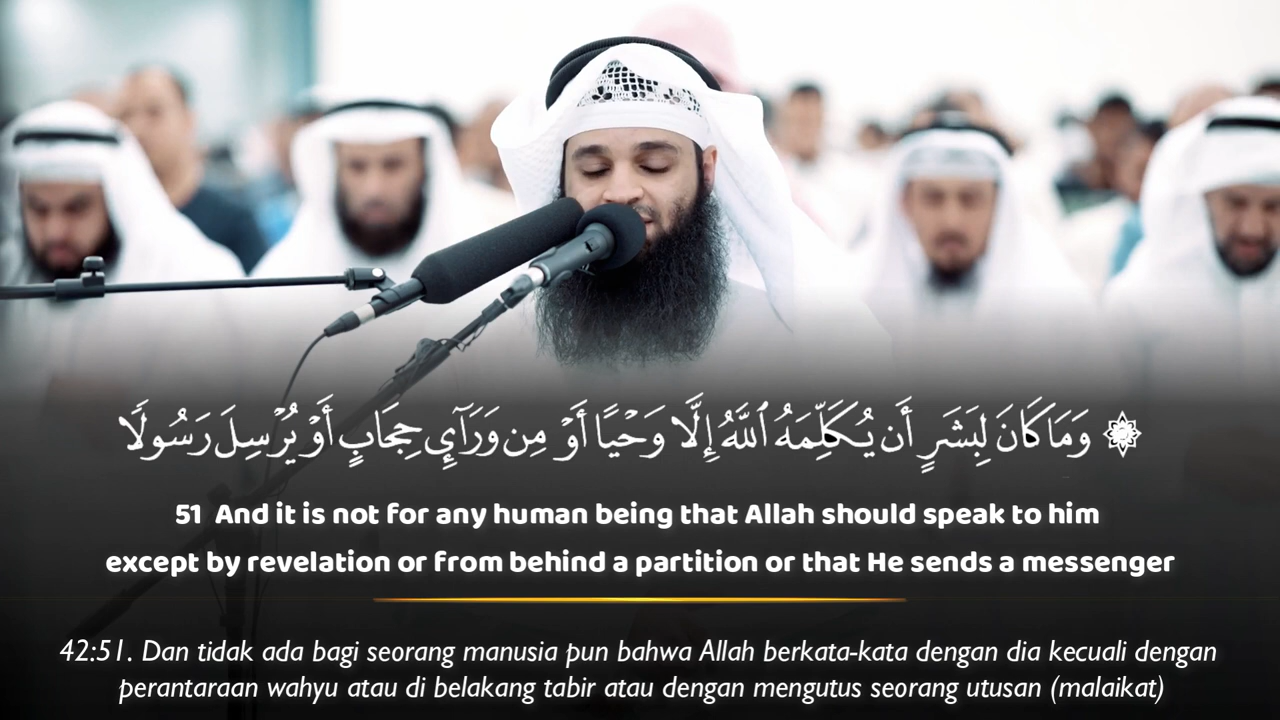 ۞ وَمَا كَانَ لِبَشَرٍ أَن يُكَلِّمَهُ ٱللَّهُ إِلَّا وَحْيًا أَوْ مِن وَرَآئِ حِجَابٍ أَوْ يُرْسِلَ رَسُولًا
51 And it is not for any human being that Allah should speak to him
except by revelation or from behind a partition or that He sends a messenger
42:51. Dan tidak ada bagi seorang manusia pun bahwa Allah berkata-kata dengan dia kecuali dengan
perantaraan wahyu atau di belakang tabir atau dengan mengutus seorang utusan (malaikat)